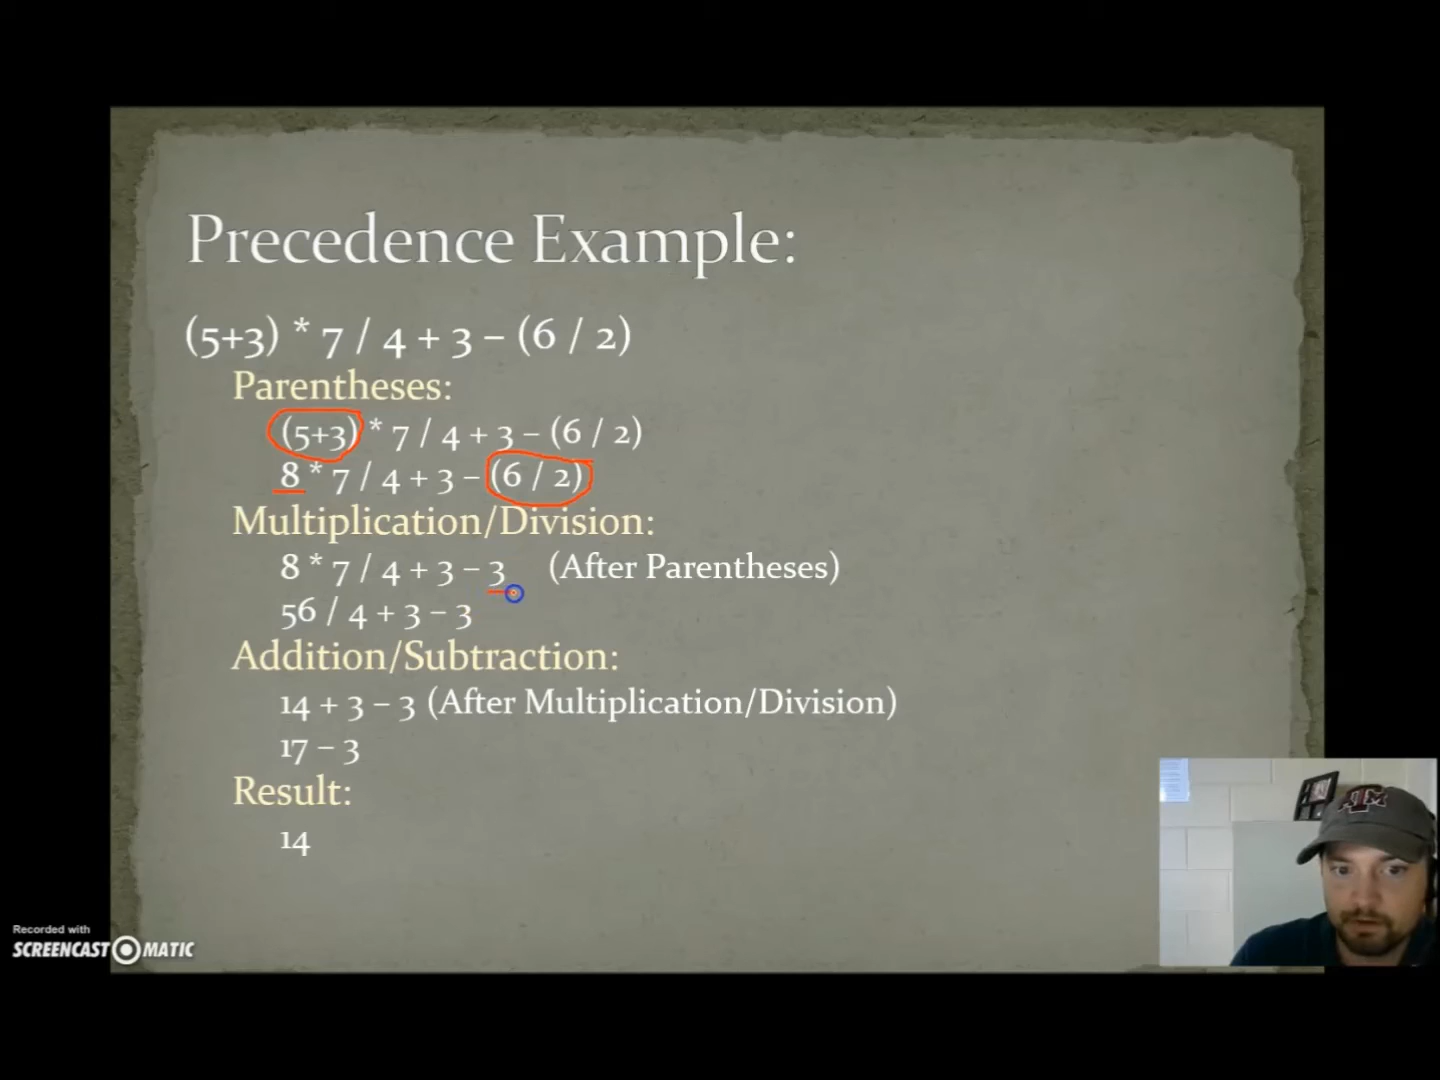 Precedence Example:
(5+3) * 7 / 4 + 3 – (6 / 2)
Parentheses:
(5+3) * 7 / 4 + 3 – (6 / 2)
8 * 7 / 4 + 3 – (6 / 2)
Multiplication/Division:
8 * 7 / 4 + 3 – 3 (After Parentheses)
56 / 4 + 3 – 3
Addition/Subtraction:
14 + 3 – 3 (After Multiplication/Division)
17 – 3
Result:
14
Recorded with
SCREENCAST MATIC
ATM